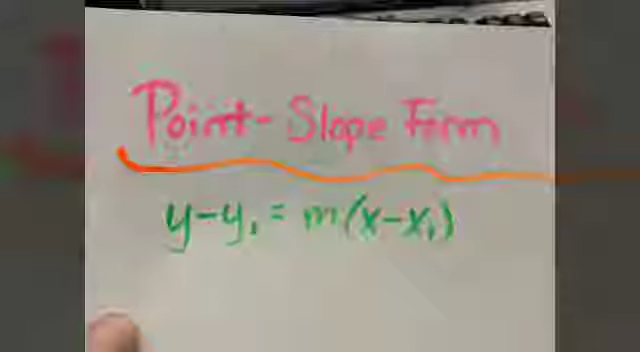 Point-Slope Form
y-y₁ = m(x-x₁)